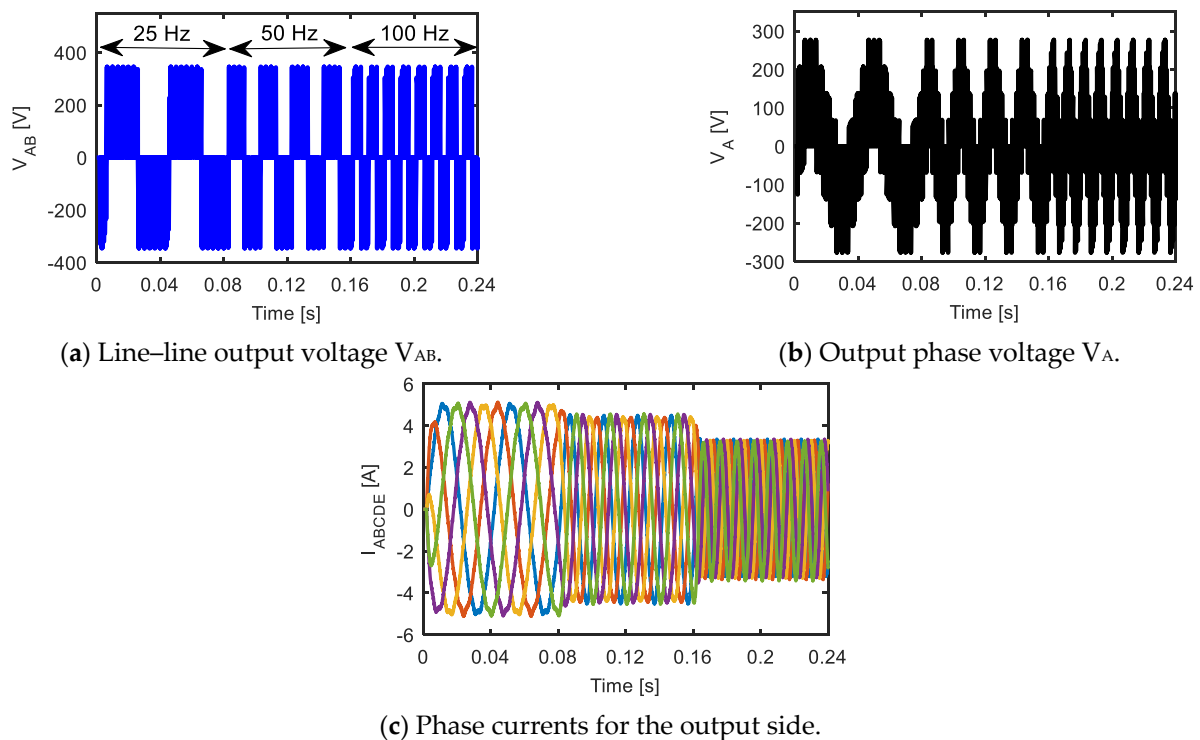 25 Hz 50 Hz 100 Hz
400
200
0
-200
-400
V_AB [V]
0 0.04 0.08 0.12 0.16 0.2 0.24
Time [s]
(a) Line–line output voltage VAB.
300
200
100
0
-100
-200
-300
V_A [V]
0 0.04 0.08 0.12 0.16 0.2 0.24
Time [s]
(b) Output phase voltage VA.
6
4
2
0
-2
-4
-6
I_ABCDE [A]
0 0.04 0.08 0.12 0.16 0.2 0.24
Time [s]
(c) Phase currents for the output side.